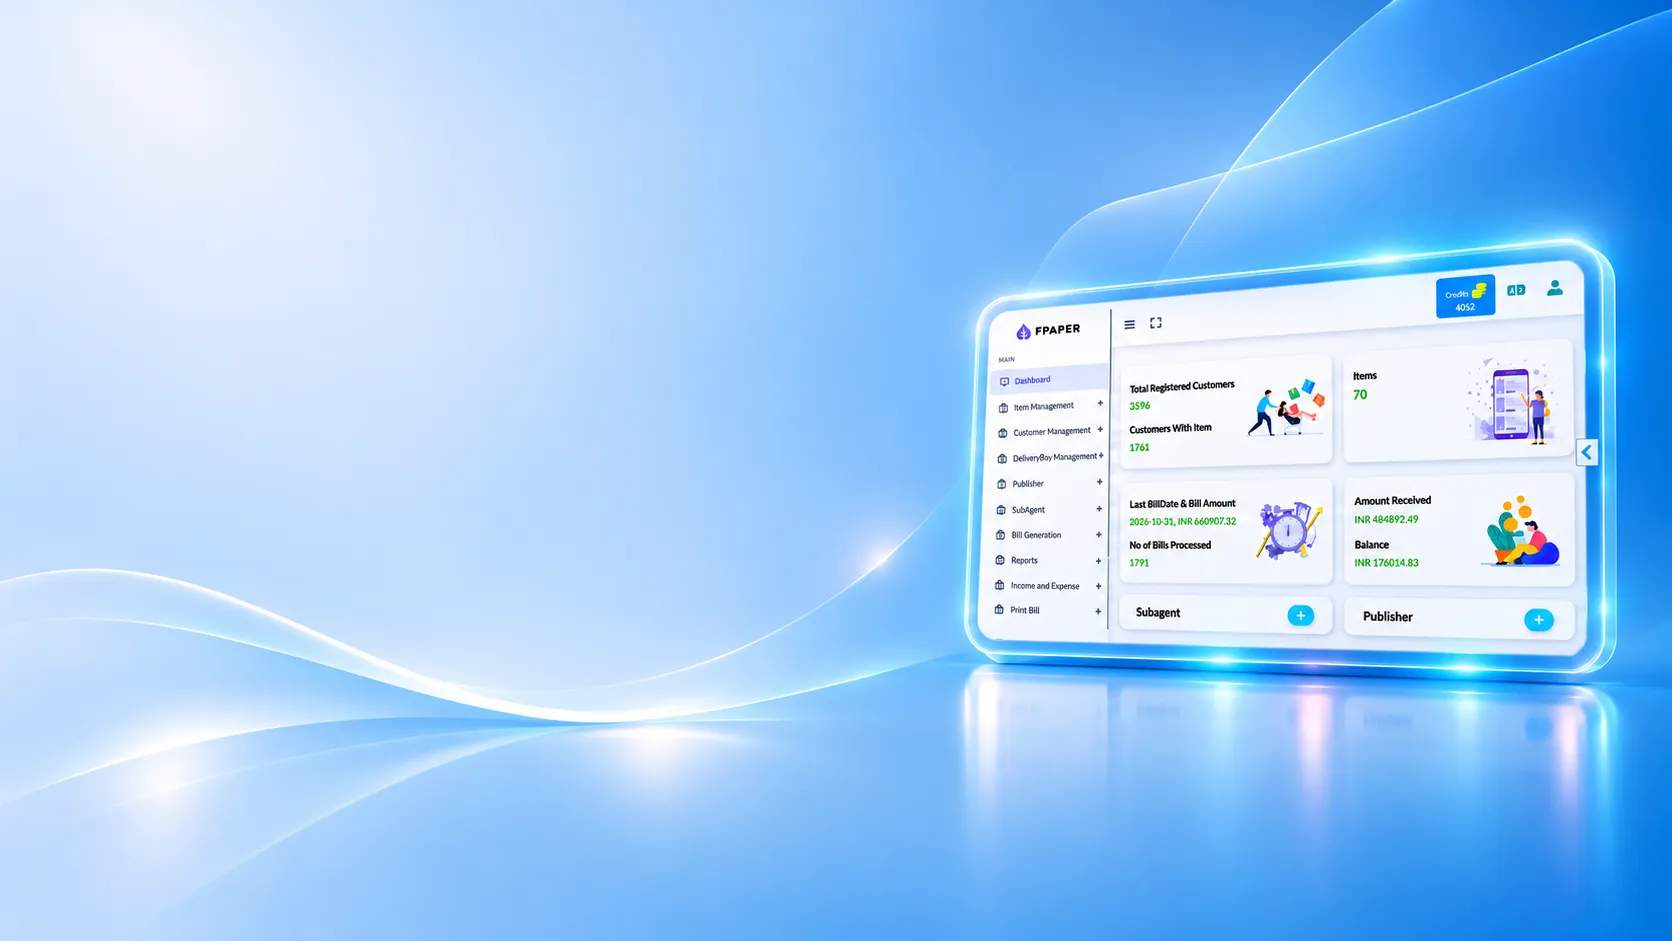 FPAPER
MAIN
Dashboard
Item Management +
Customer Management +
DeliveryBoy Management +
Publisher +
SubAgent +
Bill Generation +
Reports +
Income and Expense +
Print Bill +
Credits
4052
Total Registered Customers
3596
Customers With Item
1761
Items
70
Last BillDate & Bill Amount
2026-10-31, INR 660907.32
No of Bills Processed
1791
Amount Received
INR 484892.49
Balance
INR 176014.83
Subagent +
Publisher +